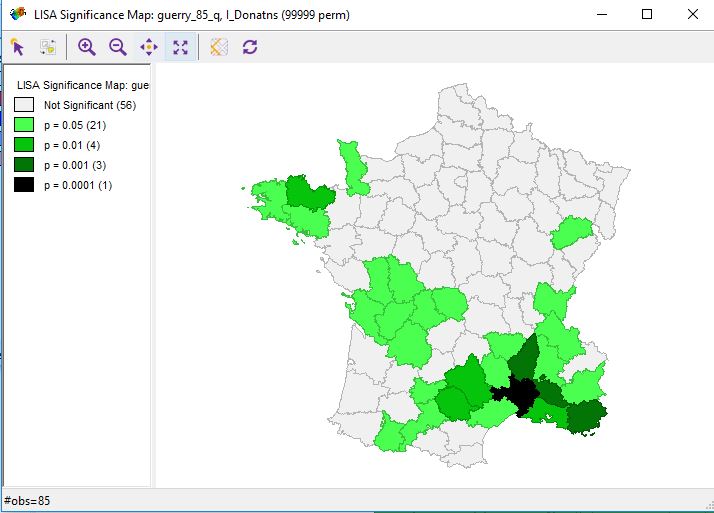 LISA Significance Map: guerry_85_q, I_Donatns (99999 perm)
LISA Significance Map: gue
Not Significant (56)
p = 0.05 (21)
p = 0.01 (4)
p = 0.001 (3)
p = 0.0001 (1)
#obs=85